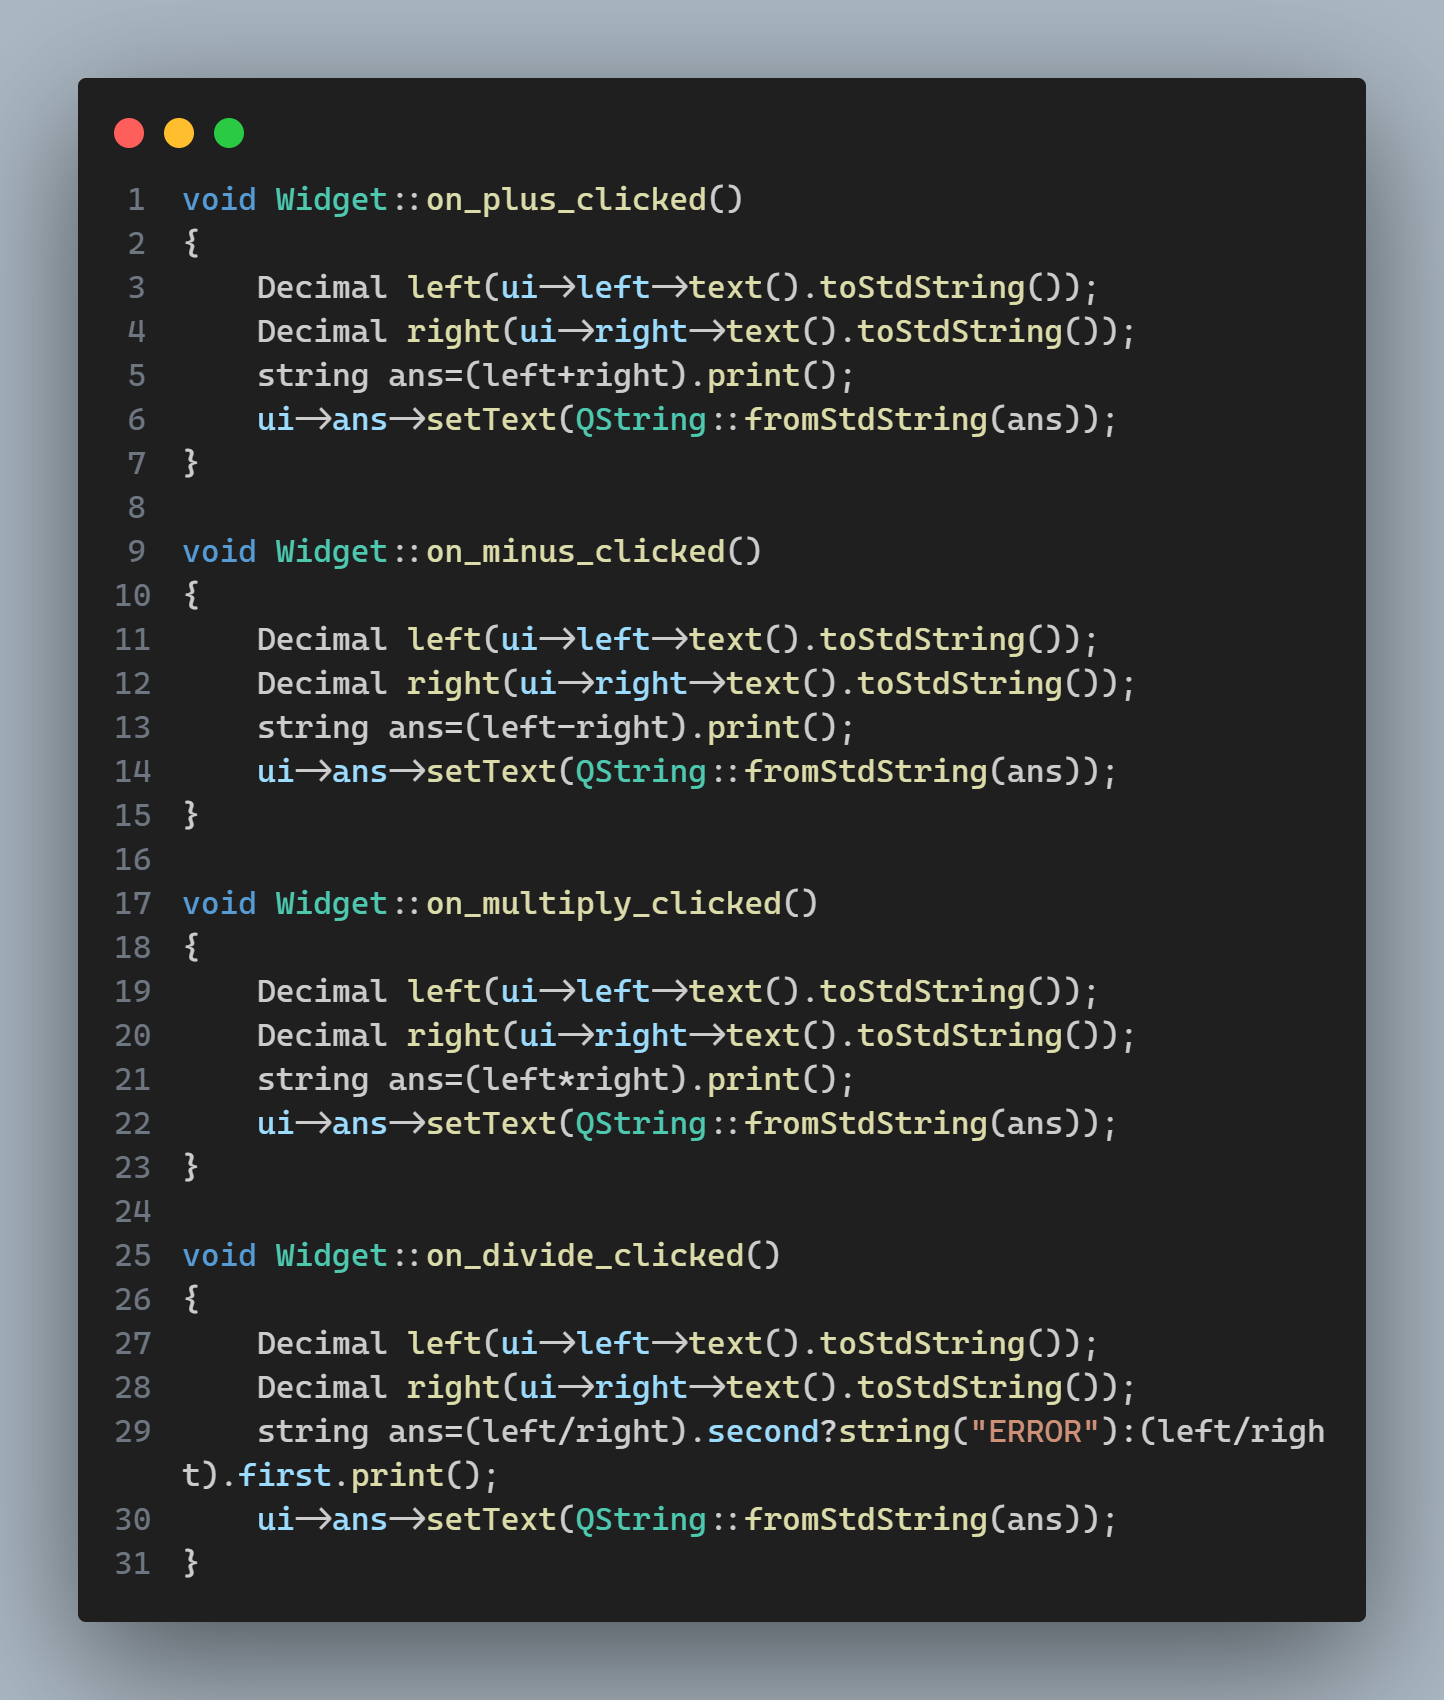 1 void Widget::on_plus_clicked()
2 {
3     Decimal left(ui->left->text().toStdString());
4     Decimal right(ui->right->text().toStdString());
5     string ans=(left+right).print();
6     ui->ans->setText(QString::fromStdString(ans));
7 }
8
9 void Widget::on_minus_clicked()
10 {
11     Decimal left(ui->left->text().toStdString());
12     Decimal right(ui->right->text().toStdString());
13     string ans=(left-right).print();
14     ui->ans->setText(QString::fromStdString(ans));
15 }
16
17 void Widget::on_multiply_clicked()
18 {
19     Decimal left(ui->left->text().toStdString());
20     Decimal right(ui->right->text().toStdString());
21     string ans=(left*right).print();
22     ui->ans->setText(QString::fromStdString(ans));
23 }
24
25 void Widget::on_divide_clicked()
26 {
27     Decimal left(ui->left->text().toStdString());
28     Decimal right(ui->right->text().toStdString());
29     string ans=(left/right).second?string("ERROR"):(left/righ
t).first.print();
30     ui->ans->setText(QString::fromStdString(ans));
31 }